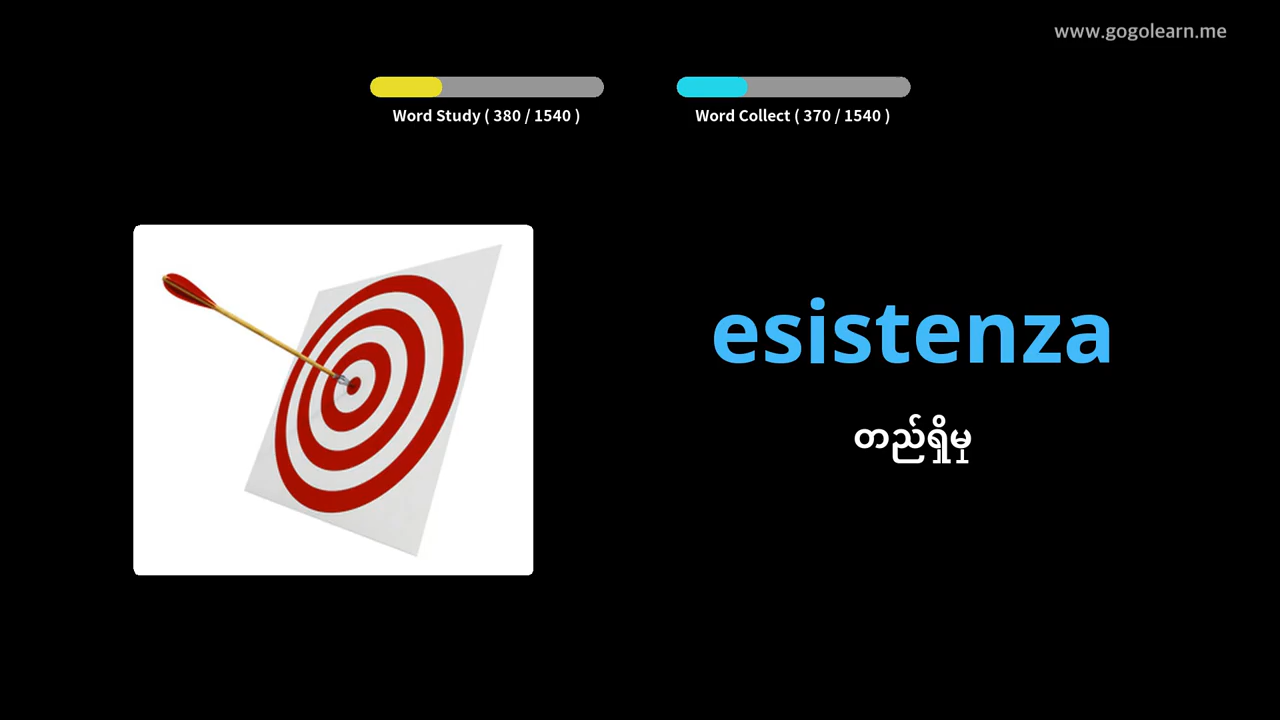 www.gogolearn.me
Word Study ( 380 / 1540 )
Word Collect ( 370 / 1540 )
esistenza
တည်ရှိမှု